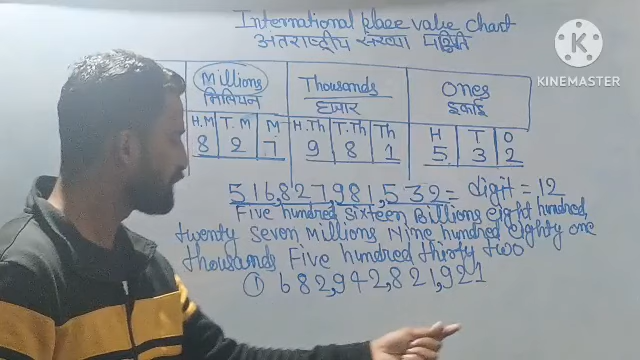 International place value chart
अतराष्ट्रीय संख्या पद्धति
K
KINEMASTER
Millions Thousands Ones
मिलियन हजार इकाई
H.M T.M M H.Th T.Th Th H T O
8 2 7 9 8 1 5 3 2
516,827,981,532 = digit = 12
Five hundred sixteen Billions eight hundred,
twenty seven Millions Nine hundred eighty one
thousands Five hundred thirty two
① 682,942,821,921